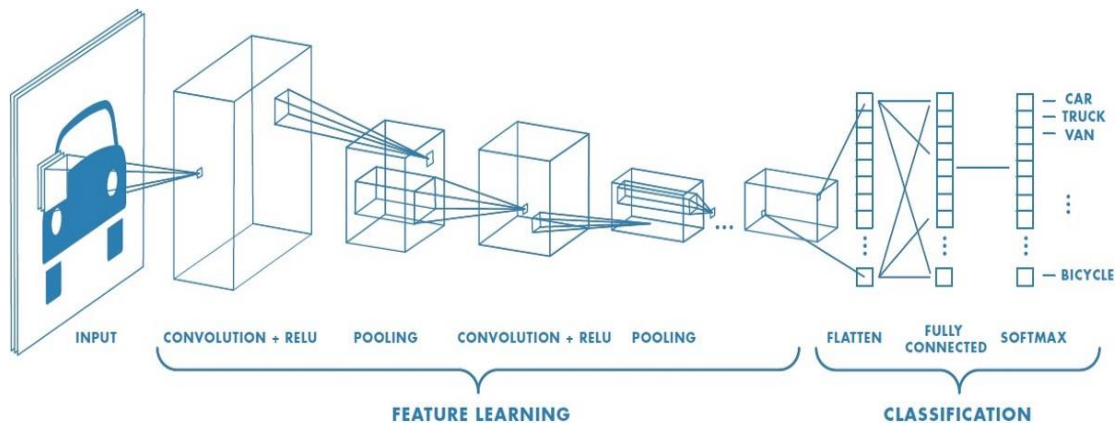 CAR
TRUCK
VAN
BICYCLE
INPUT
CONVOLUTION + RELU
POOLING
CONVOLUTION + RELU
POOLING
FLATTEN
FULLY
CONNECTED
SOFTMAX
FEATURE LEARNING
CLASSIFICATION